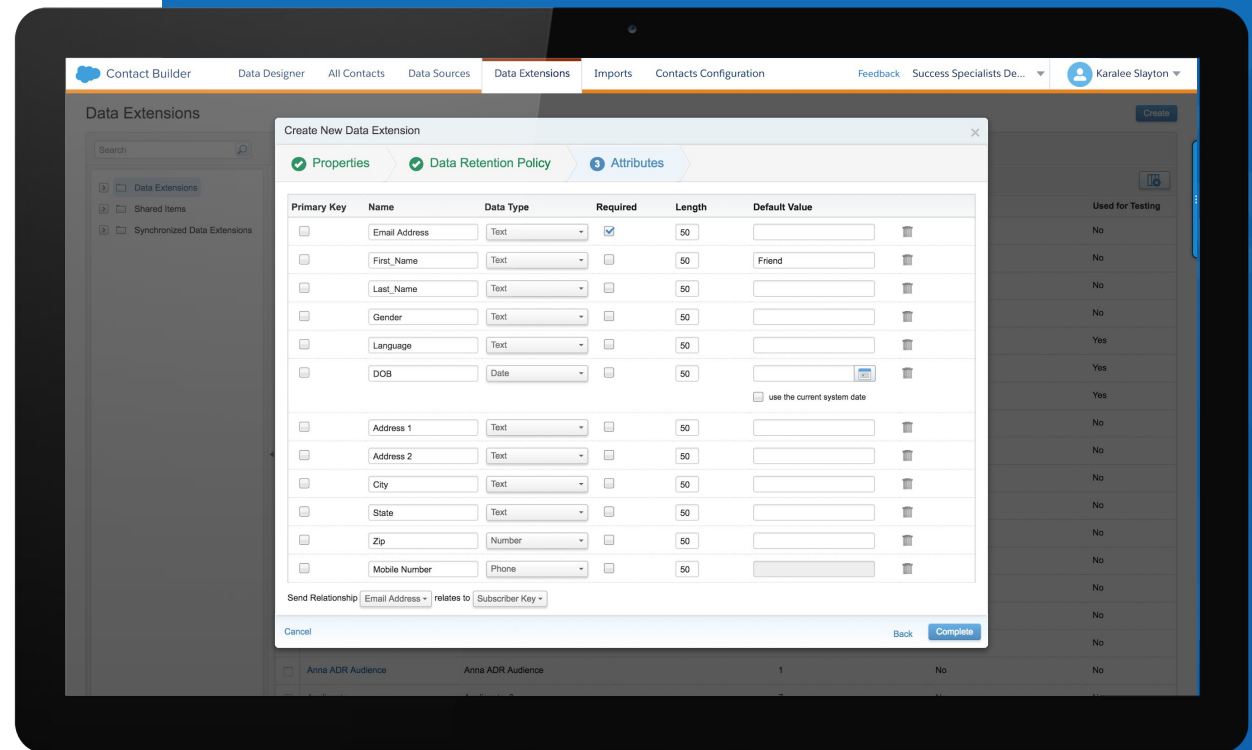 Contact Builder Data Designer All Contacts Data Sources Data Extensions Imports Contacts Configuration Feedback Success Specialists De... Karalee Slayton
Data Extensions Create
Create New Data Extension
Search
Properties Data Retention Policy 3 Attributes
Data Extensions
Shared Items
Synchronized Data Extensions
Primary Key Name Data Type Required Length Default Value Used for Testing
Email Address Text 50 No
First_Name Text 50 Friend No
Last_Name Text 50 No
Gender Text 50 No
Language Text 50 Yes
DOB Date 50 Yes
use the current system date Yes
Address 1 Text 50 No
Address 2 Text 50 No
City Text 50 No
State Text 50 No
Zip Number 50 No
Mobile Number Phone 50 No
Send Relationship Email Address relates to Subscriber Key No
No
Cancel Back Complete No
Anna ADR Audience Anna ADR Audience 1 No No